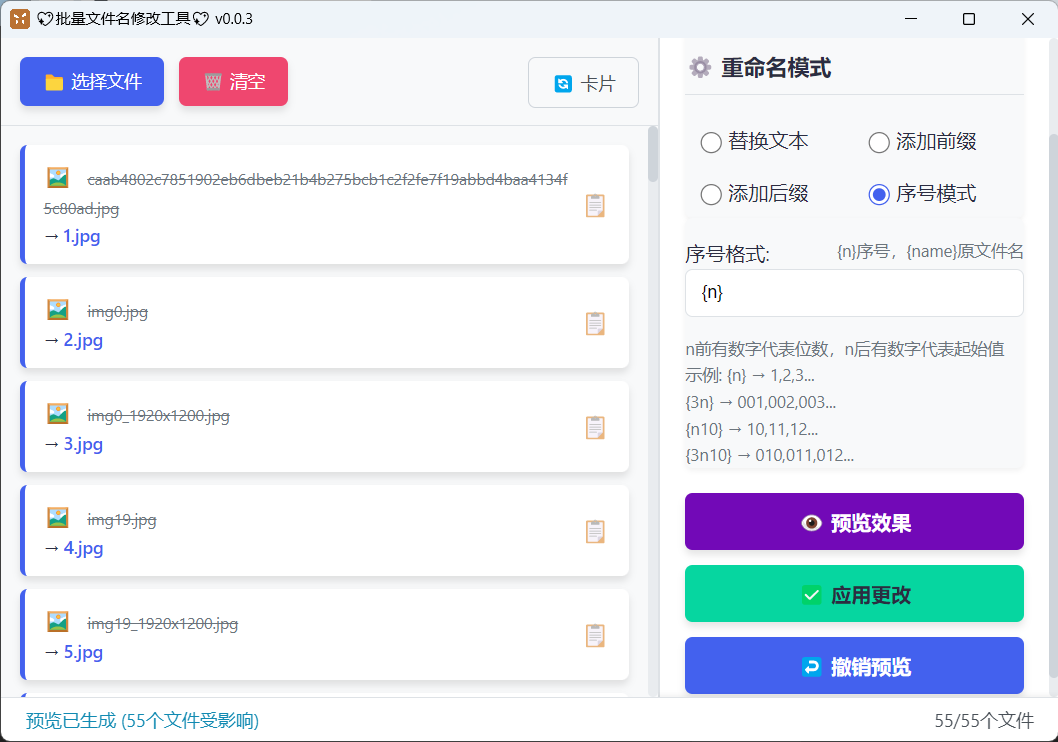 批量文件名修改工具 v0.0.3
选择文件
清空
卡片
caab4802c7851902eb6dbeb21b4b275bcb1c2f2fe7f19abbd4baa4134f
5c80ad.jpg
→ 1.jpg
img0.jpg
→ 2.jpg
img0_1920x1200.jpg
→ 3.jpg
img19.jpg
→ 4.jpg
img19_1920x1200.jpg
→ 5.jpg
重命名模式
替换文本
添加前缀
添加后缀
序号模式
序号格式:
{n}序号，{name}原文件名
{n}
n前有数字代表位数，n后有数字代表起始值
示例: {n} → 1,2,3...
{3n} → 001,002,003...
{n10} → 10,11,12...
{3n10} → 010,011,012...
预览效果
应用更改
撤销预览
预览已生成 (55个文件受影响)
55/55个文件